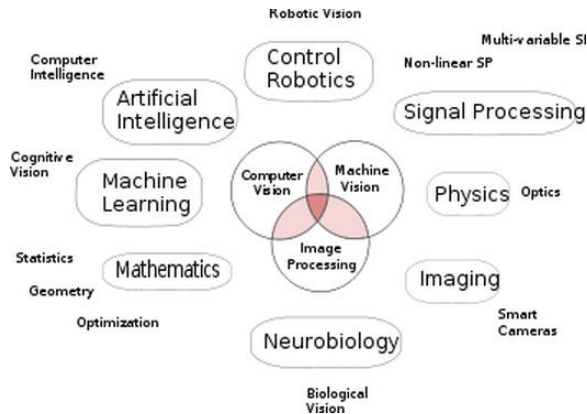 Robotic Vision
Multi-variable SP
Non-linear SP
Computer
Intelligence
Control
Robotics
Artificial
Intelligence
Signal Processing
Cognitive
Vision
Machine
Learning
Computer
Vision
Machine
Vision
Physics
Optics
Image
Processing
Statistics
Mathematics
Geometry
Imaging
Optimization
Smart
Cameras
Neurobiology
Biological
Vision